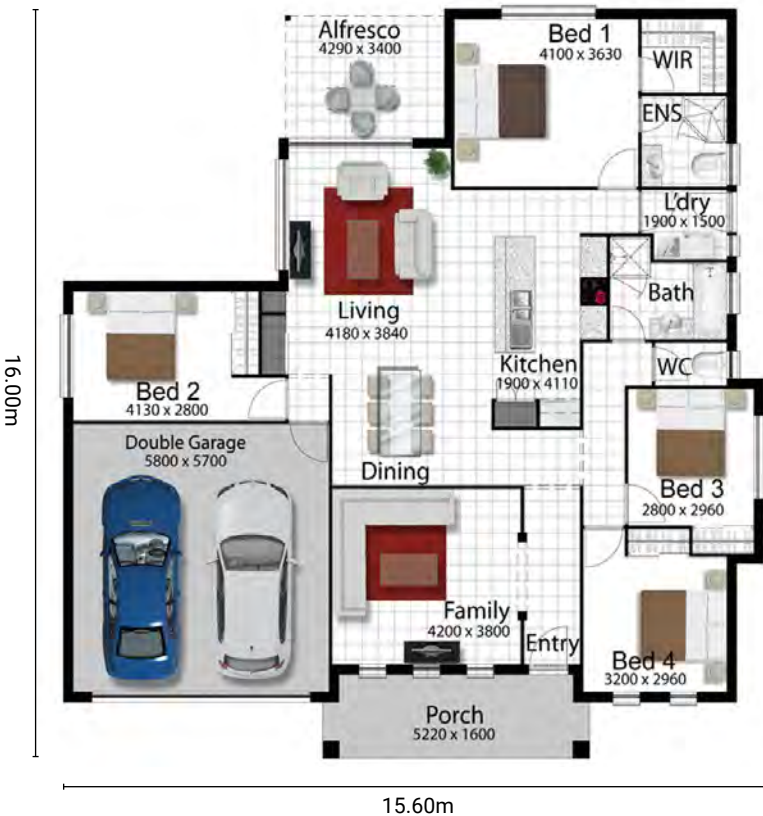 Alfresco
4290 x 3400
Bed 1
4100 x 3630
WIR
ENS
L'dry
1900 x 1500
Bath
Living
4180 x 3840
Kitchen
1900 x 4110
WC
Bed 2
4130 x 2800
16.00m
Double Garage
5800 x 5700
Dining
Bed 3
2800 x 2960
Family
4200 x 3800
Entry
Bed 4
3200 x 2960
Porch
5220 x 1600
15.60m